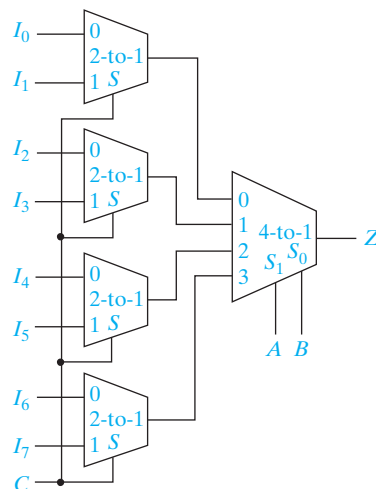 I₀ 0
2-to-1
I₁ 1 S
I₂ 0
2-to-1
I₃ 1 S
0
1 4-to-1 Z
2 S₁ S₀
3
A B
I₄ 0
2-to-1
I₅ 1 S
I₆ 0
2-to-1
I₇ 1 S
C